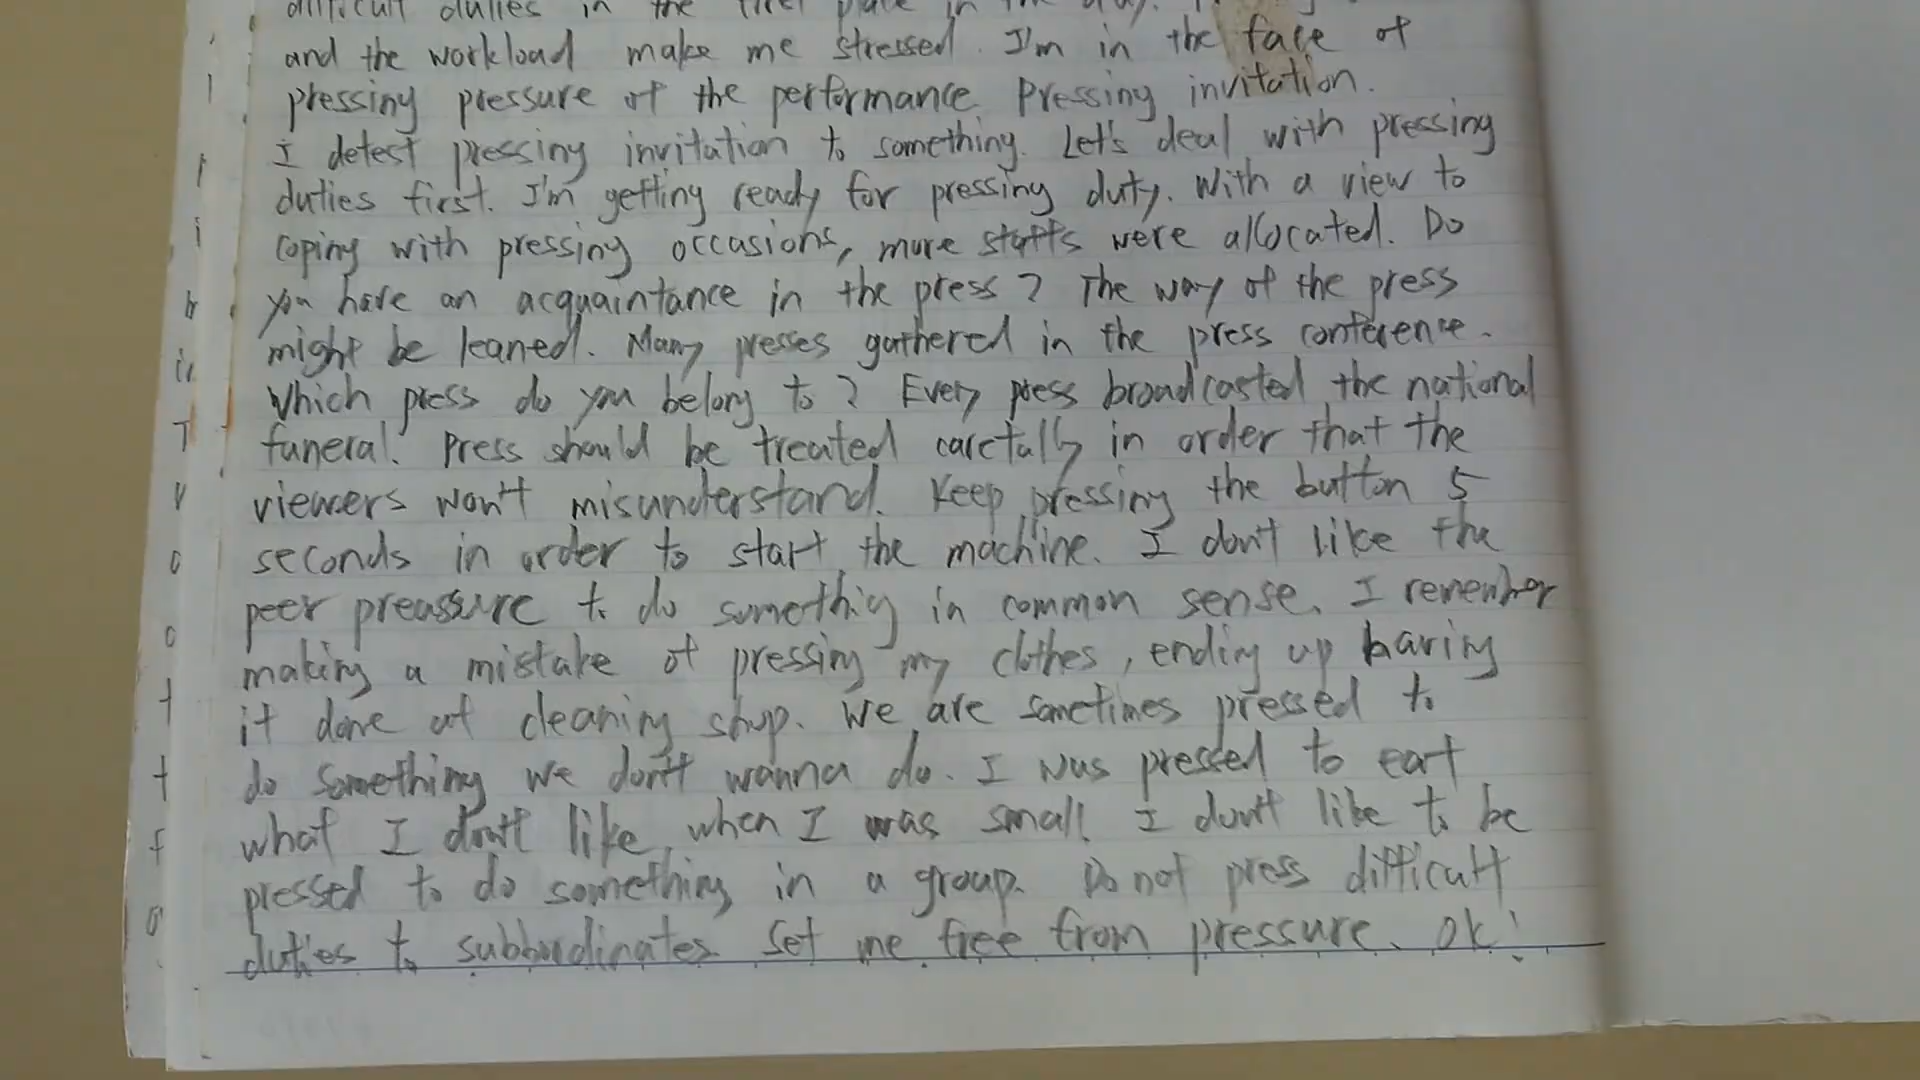 difficult duties in the first place in the day.
and the workload make me stressed. I'm in the face of
pressing pressure of the performance. Pressing invitation.
I detest pressing invitation to something. Let's deal with pressing
duties first. I'm getting ready for pressing duty. With a view to
coping with pressing occasions, more staffs were allocated. Do
you have an acquaintance in the press? The way of the press
might be leaned. Many presses gathered in the press conference.
Which press do you belong to? Every press broadcasted the national
funeral. Press should be treated carefully in order that the
viewers won't misunderstand. Keep pressing the button 5
seconds in order to start the machine. I don't like the
peer preassure to do something in common sense. I remember
making a mistake of pressing my clothes, ending up having
it done at cleaning shop. We are sometimes pressed to
do something we don't wanna do. I was pressed to eat
what I don't like when I was small. I don't like to be
pressed to do something in a group. Do not press difficult
duties to subbordinates. Set me free from pressure. OK!